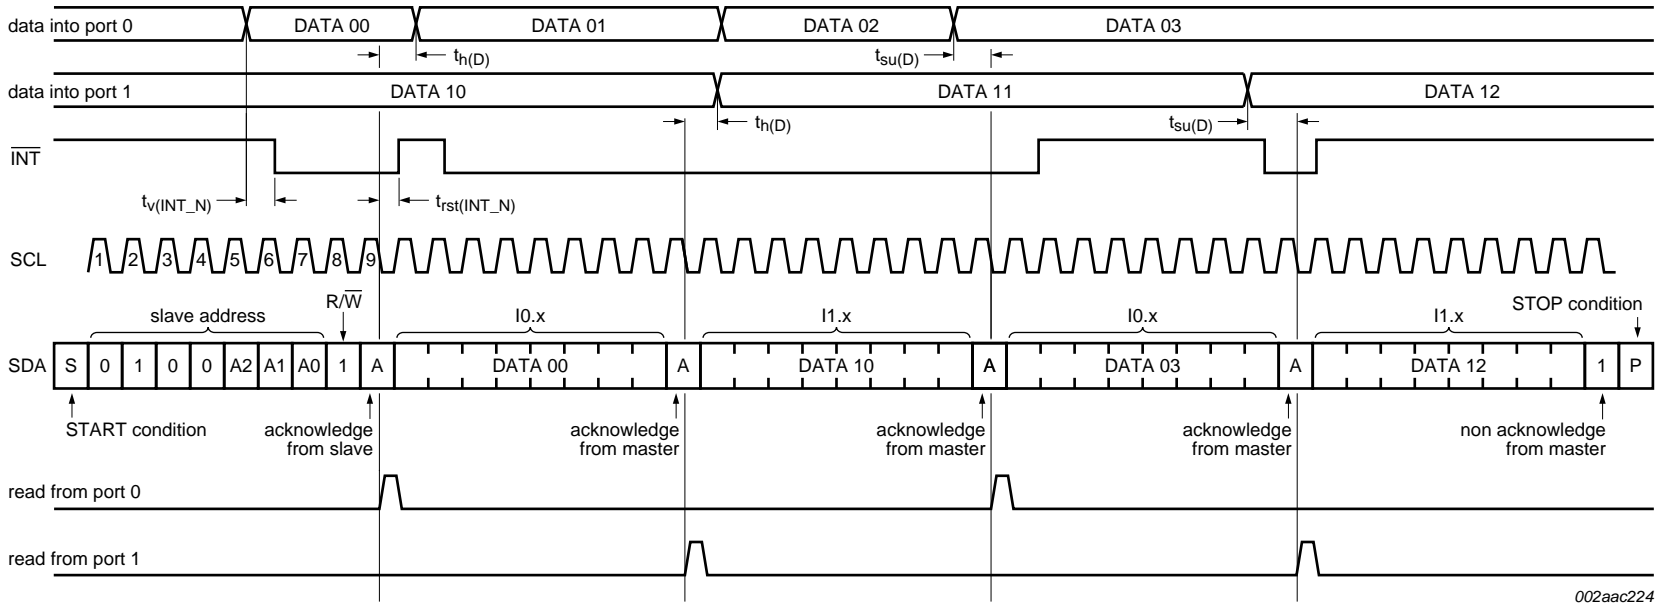 data into port 0 DATA 00 DATA 01 DATA 02 DATA 03
th(D) tsu(D)
data into port 1 DATA 10 DATA 11 DATA 12
th(D) tsu(D)
INT
tv(INT_N) trst(INT_N)
SCL 1 2 3 4 5 6 7 8 9
R/W STOP condition
slave address I0.x I1.x I0.x I1.x
SDA S 0 1 0 0 A2 A1 A0 1 A DATA 00 A DATA 10 A DATA 03 A DATA 12 1 P
START condition acknowledge acknowledge acknowledge acknowledge non acknowledge
from slave from master from master from master from master
read from port 0
read from port 1
002aac224